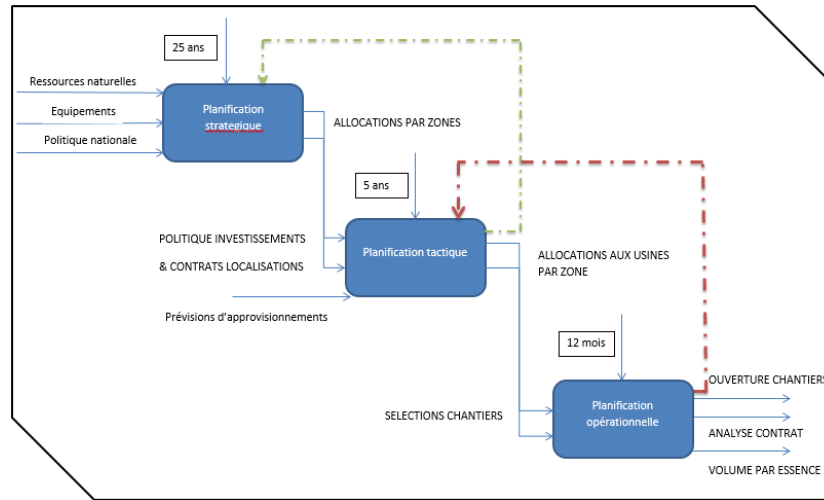 25 ans
Ressources naturelles
Equipements
Politique nationale
Planification
strategique
ALLOCATIONS PAR ZONES
5 ans
POLITIQUE INVESTISSEMENTS
& CONTRATS LOCALISATIONS
Planification tactique
Prévisions d'approvisionnements
ALLOCATIONS AUX USINES
PAR ZONE
12 mois
SELECTIONS CHANTIERS
Planification
opérationnelle
OUVERTURE CHANTIERS
ANALYSE CONTRAT
VOLUME PAR ESSENCE